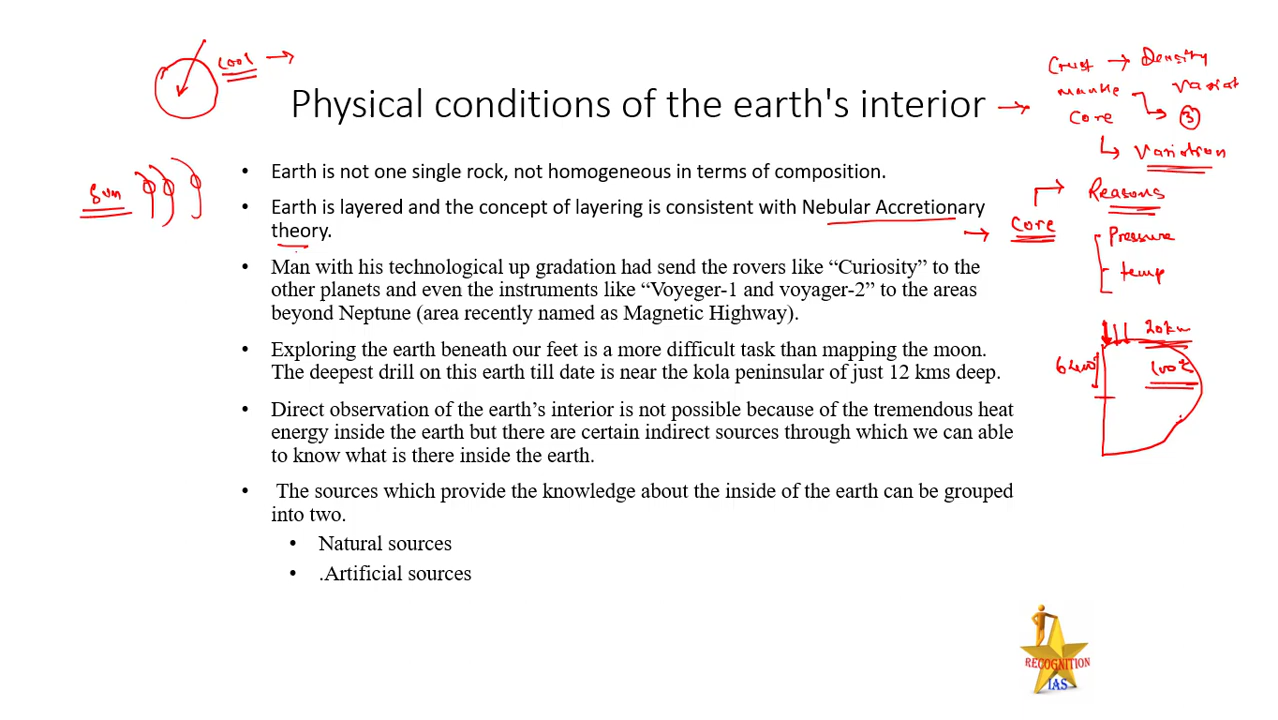 cool
Physical conditions of the earth's interior
Crust → Density
mantle
variat
core
3
Variation
Sun
Reasons
core
Pressure
temp
20km
100%
• Earth is not one single rock, not homogeneous in terms of composition.
• Earth is layered and the concept of layering is consistent with Nebular Accretionary
theory.
• Man with his technological up gradation had send the rovers like “Curiosity” to the
other planets and even the instruments like “Voyeger-1 and voyager-2” to the areas
beyond Neptune (area recently named as Magnetic Highway).
• Exploring the earth beneath our feet is a more difficult task than mapping the moon.
The deepest drill on this earth till date is near the kola peninsular of just 12 kms deep.
• Direct observation of the earth’s interior is not possible because of the tremendous heat
energy inside the earth but there are certain indirect sources through which we can able
to know what is there inside the earth.
• The sources which provide the knowledge about the inside of the earth can be grouped
into two.
• Natural sources
• .Artificial sources
RECOGNITION
IAS